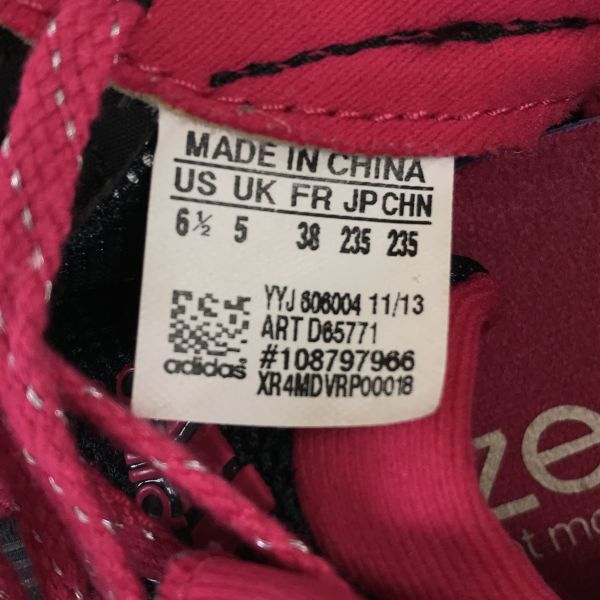 MADE IN CHINA
US UK FR JP CHN
6½ 5 38 235 235
YYJ 606004 11/13
ART D65771
#108797966
adidas
XR4MDVRP00018
ze